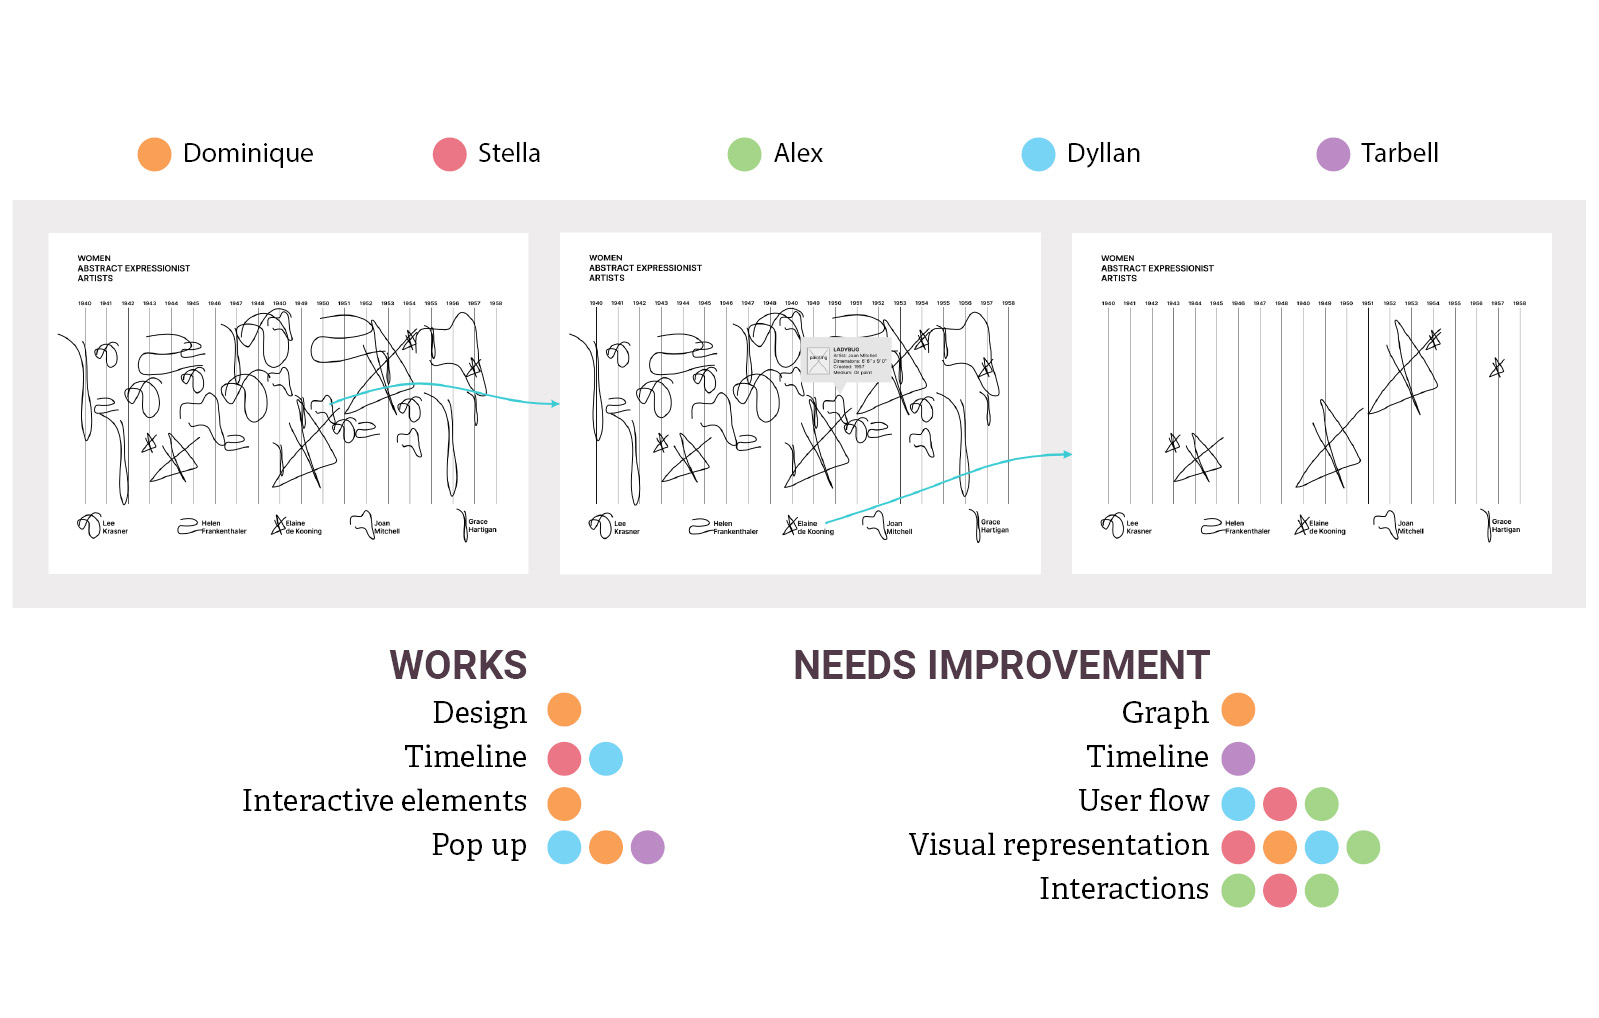 Dominique
Stella
Alex
Dyllan
Tarbell
WOMEN
ABSTRACT EXPRESSIONIST
ARTISTS
1940 1941 1942 1943 1944 1945 1946 1947 1948 1940 1949 1950 1951 1952 1953 1954 1955 1956 1957 1958
Lee
Krasner
Helen
Frankenthaler
Elaine
de Kooning
Joan
Mitchell
Grace
Hartigan
WOMEN
ABSTRACT EXPRESSIONIST
ARTISTS
1940 1941 1942 1943 1944 1945 1946 1947 1948 1940 1949 1950 1951 1952 1953 1954 1955 1956 1957 1958
painting
LADYBUG
Artist: Joan Mitchell
Dimensions: 6' 6" x 9' 0"
Created: 1957
Medium: Oil paint
Lee
Krasner
Helen
Frankenthaler
Elaine
de Kooning
Joan
Mitchell
Grace
Hartigan
WOMEN
ABSTRACT EXPRESSIONIST
ARTISTS
1940 1941 1942 1943 1944 1945 1946 1947 1948 1940 1949 1950 1951 1952 1953 1954 1955 1956 1957 1958
Lee
Krasner
Helen
Frankenthaler
Elaine
de Kooning
Joan
Mitchell
Grace
Hartigan
WORKS
Design
Timeline
Interactive elements
Pop up
NEEDS IMPROVEMENT
Graph
Timeline
User flow
Visual representation
Interactions